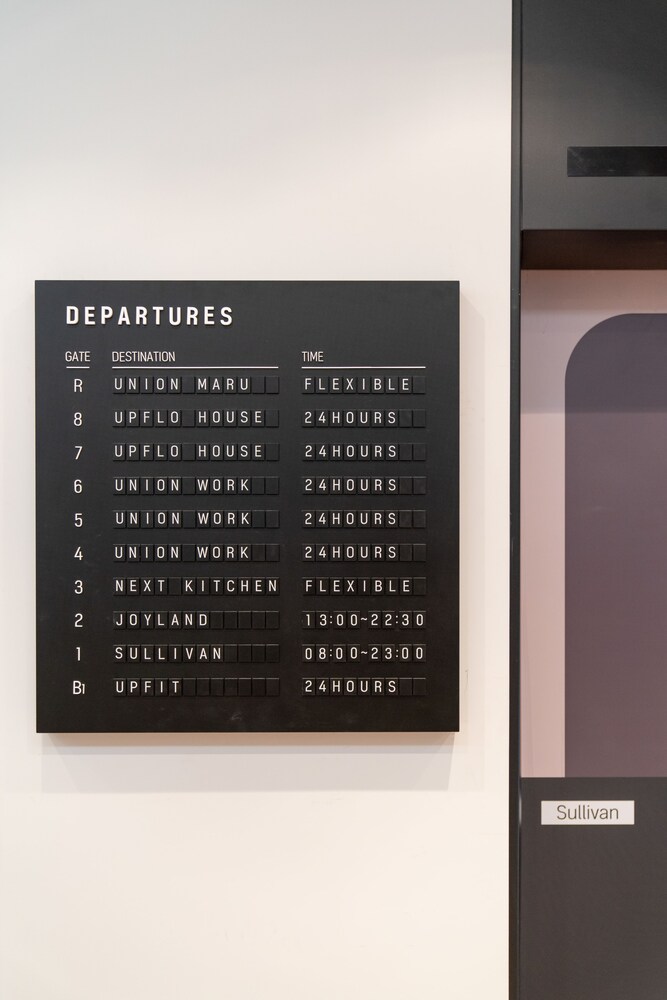 DEPARTURES
GATE DESTINATION TIME
R UNION MARU FLEXIBLE
8 UPFLO HOUSE 24HOURS
7 UPFLO HOUSE 24HOURS
6 UNION WORK 24HOURS
5 UNION WORK 24HOURS
4 UNION WORK 24HOURS
3 NEXT KITCHEN FLEXIBLE
2 JOYLAND 13:00~22:30
1 SULLIVAN 08:00~23:00
B1 UPFIT 24HOURS
Sullivan